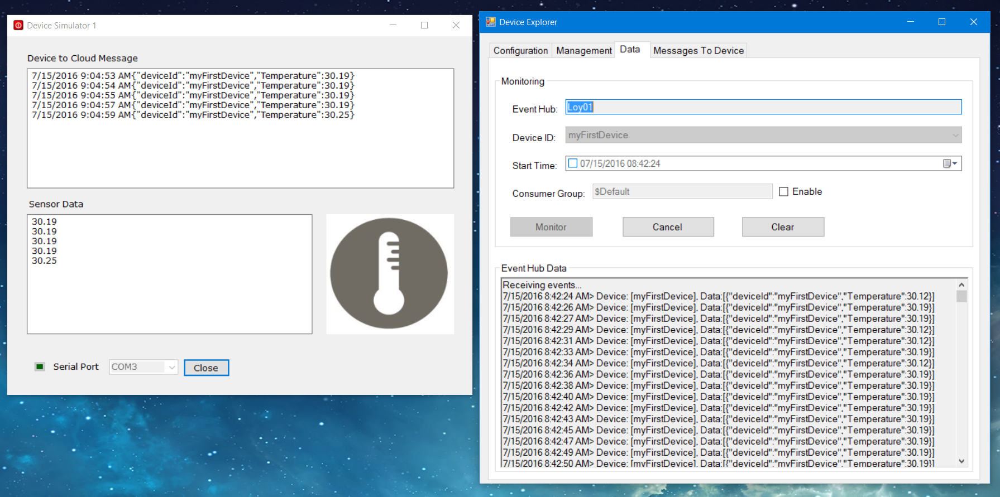 Device Simulator 1
Device to Cloud Message
7/15/2016 9:04:53 AM{"deviceId":"myFirstDevice","Temperature":30.19}
7/15/2016 9:04:54 AM{"deviceId":"myFirstDevice","Temperature":30.19}
7/15/2016 9:04:55 AM{"deviceId":"myFirstDevice","Temperature":30.19}
7/15/2016 9:04:57 AM{"deviceId":"myFirstDevice","Temperature":30.19}
7/15/2016 9:04:59 AM{"deviceId":"myFirstDevice","Temperature":30.25}
Sensor Data
30.19
30.19
30.19
30.19
30.25
Serial Port COM3 Close
Device Explorer
Configuration Management Data Messages To Device
Monitoring
Event Hub: Loy01
Device ID: myFirstDevice
Start Time: 07/15/2016 08:42:24
Consumer Group: $Default Enable
Monitor Cancel Clear
Event Hub Data
Receiving events...
7/15/2016 8:42:24 AM> Device: [myFirstDevice], Data:[{"deviceId":"myFirstDevice","Temperature":30.12}]
7/15/2016 8:42:26 AM> Device: [myFirstDevice], Data:[{"deviceId":"myFirstDevice","Temperature":30.19}]
7/15/2016 8:42:27 AM> Device: [myFirstDevice], Data:[{"deviceId":"myFirstDevice","Temperature":30.19}]
7/15/2016 8:42:29 AM> Device: [myFirstDevice], Data:[{"deviceId":"myFirstDevice","Temperature":30.12}]
7/15/2016 8:42:31 AM> Device: [myFirstDevice], Data:[{"deviceId":"myFirstDevice","Temperature":30.12}]
7/15/2016 8:42:33 AM> Device: [myFirstDevice], Data:[{"deviceId":"myFirstDevice","Temperature":30.19}]
7/15/2016 8:42:34 AM> Device: [myFirstDevice], Data:[{"deviceId":"myFirstDevice","Temperature":30.12}]
7/15/2016 8:42:36 AM> Device: [myFirstDevice], Data:[{"deviceId":"myFirstDevice","Temperature":30.19}]
7/15/2016 8:42:38 AM> Device: [myFirstDevice], Data:[{"deviceId":"myFirstDevice","Temperature":30.19}]
7/15/2016 8:42:40 AM> Device: [myFirstDevice], Data:[{"deviceId":"myFirstDevice","Temperature":30.19}]
7/15/2016 8:42:42 AM> Device: [myFirstDevice], Data:[{"deviceId":"myFirstDevice","Temperature":30.19}]
7/15/2016 8:42:43 AM> Device: [myFirstDevice], Data:[{"deviceId":"myFirstDevice","Temperature":30.19}]
7/15/2016 8:42:45 AM> Device: [myFirstDevice], Data:[{"deviceId":"myFirstDevice","Temperature":30.19}]
7/15/2016 8:42:47 AM> Device: [myFirstDevice], Data:[{"deviceId":"myFirstDevice","Temperature":30.19}]
7/15/2016 8:42:49 AM> Device: [myFirstDevice], Data:[{"deviceId":"myFirstDevice","Temperature":30.19}]
7/15/2016 8:42:50 AM> Device: [myFirstDevice], Data:[{"deviceId":"myFirstDevice","Temperature":30.19}]